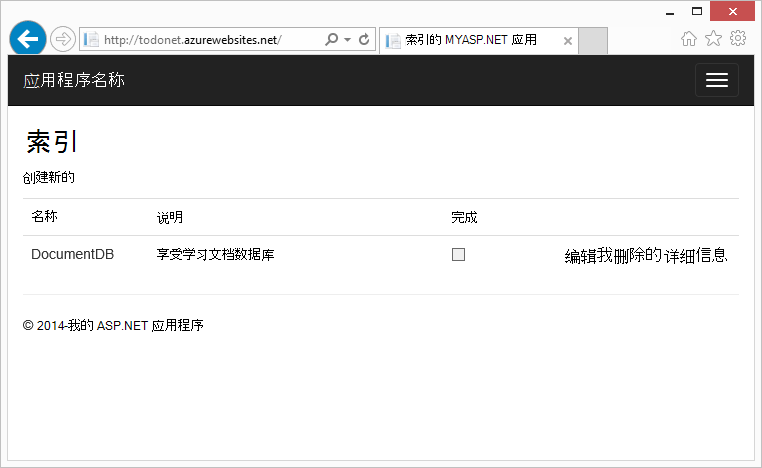 http://todonet.azurewebsites.net/ 索引的 MYASP.NET 应用
应用程序名称
索引
创建新的
名称 说明 完成
DocumentDB 享受学习文档数据库 编辑我删除的详细信息
© 2014-我的 ASP.NET 应用程序